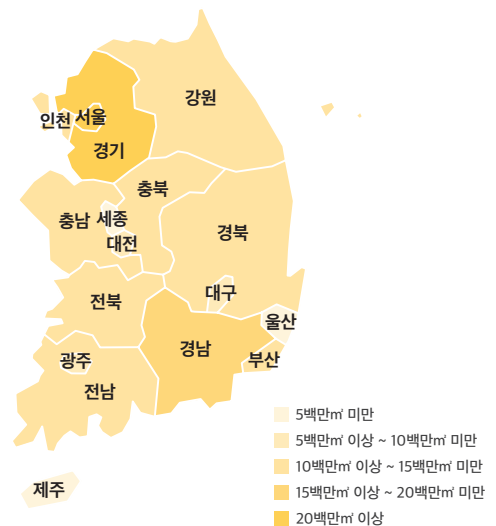 강원
인천
서울
경기
충북
충남
세종
대전
경북
대구
전북
울산
경남
부산
광주
전남
제주
5백만㎡ 미만
5백만㎡ 이상 ~ 10백만㎡ 미만
10백만㎡ 이상 ~ 15백만㎡ 미만
15백만㎡ 이상 ~ 20백만㎡ 미만
20백만㎡ 이상